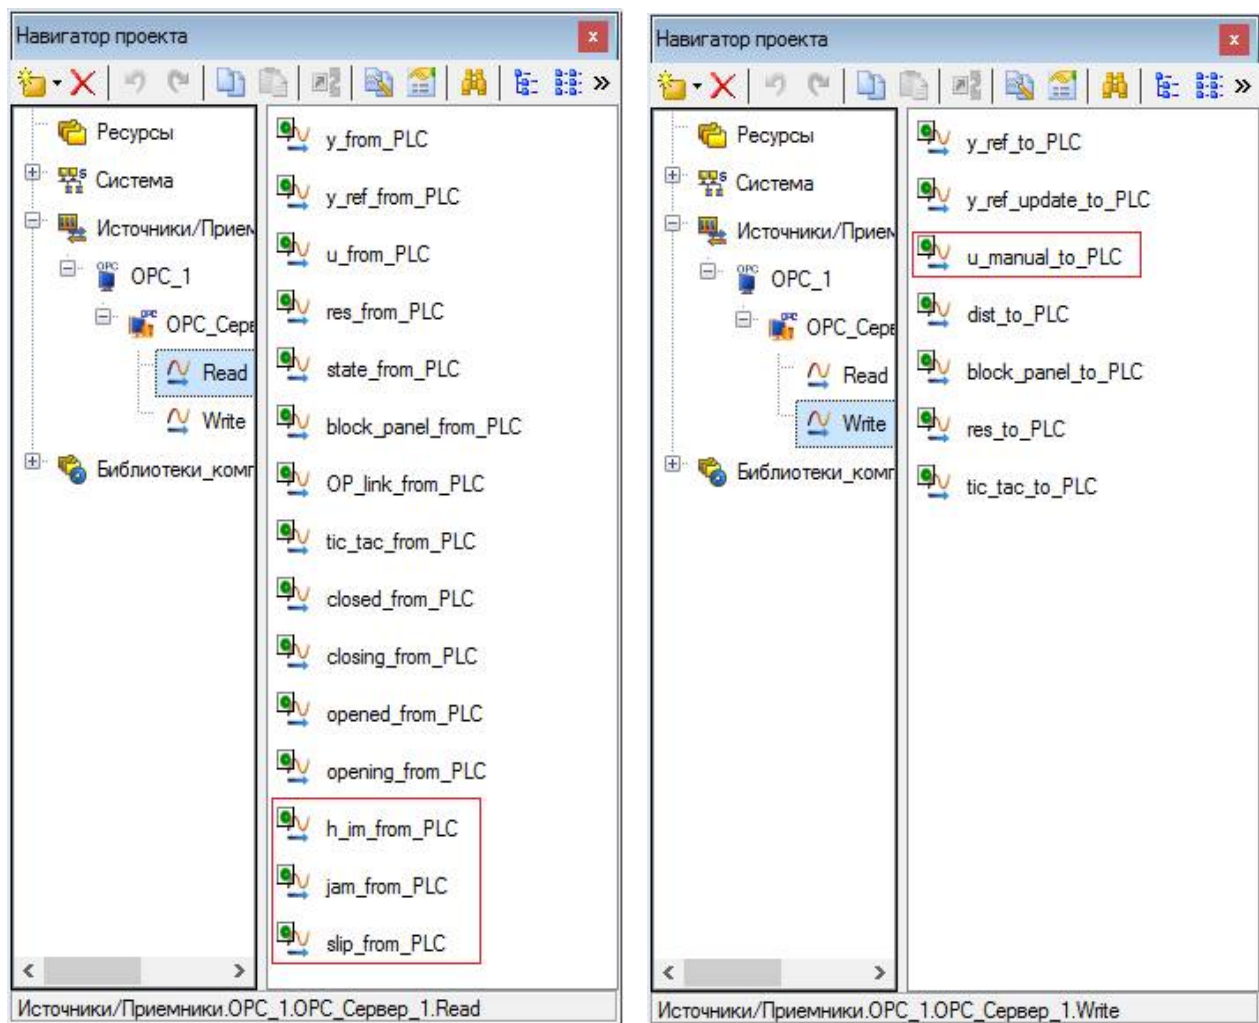 Навигатор проекта
Ресурсы
Система
Источники/Прием
OPC_1
OPC_Серв
Read
Write
Библиотеки_комп
y_from_PLC
y_ref_from_PLC
u_from_PLC
res_from_PLC
state_from_PLC
block_panel_from_PLC
OP_link_from_PLC
tic_tac_from_PLC
closed_from_PLC
closing_from_PLC
opened_from_PLC
opening_from_PLC
h_im_from_PLC
jam_from_PLC
slip_from_PLC
Источники/Приемники.OPC_1.OPC_Сервер_1.Read
Навигатор проекта
Ресурсы
Система
Источники/Прием
OPC_1
OPC_Серв
Read
Write
Библиотеки_комп
y_ref_to_PLC
y_ref_update_to_PLC
u_manual_to_PLC
dist_to_PLC
block_panel_to_PLC
res_to_PLC
tic_tac_to_PLC
Источники/Приемники.OPC_1.OPC_Сервер_1.Write